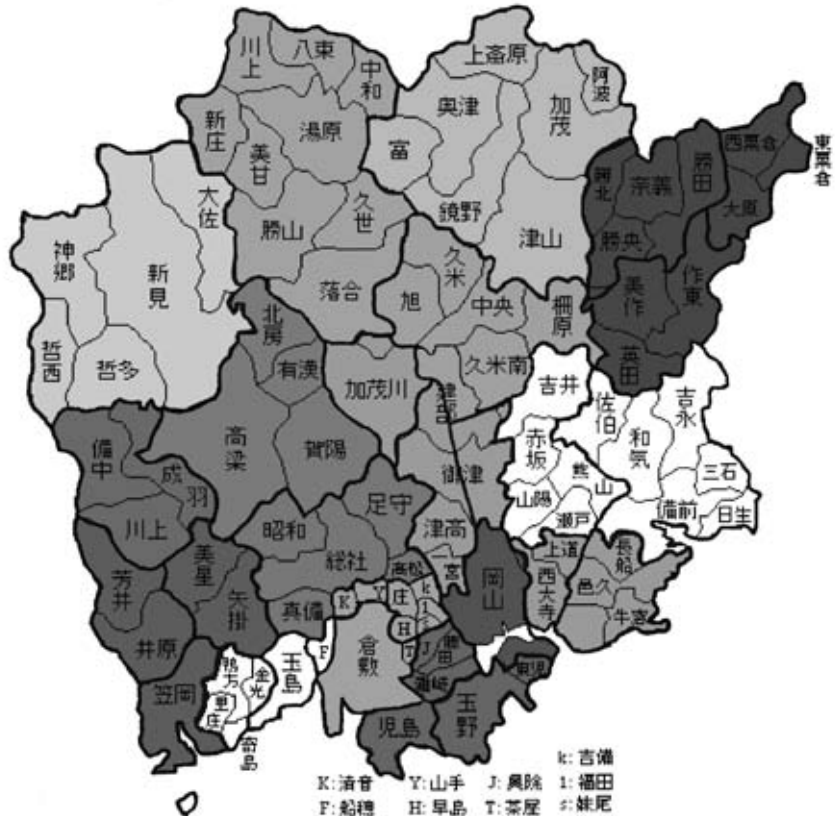 川上
八束
中和
上斎原
阿波
新庄
湯原
美甘
奥津
加茂
富
西粟倉
東粟倉
勝北
奈義
勝田
大原
大佐
勝山
久世
鏡野
津山
勝央
神郷
新見
落合
旭
久米
中央
柵原
美作
作東
哲西
哲多
北房
有漢
加茂川
久米南
英田
建部
吉井
佐伯
和気
吉永
備中
成羽
高梁
賀陽
御津
赤坂
熊山
三石
川上
足守
山陽
瀬戸
備前
日生
昭和
総社
津高
芳井
美星
矢掛
高松
一宮
岡山
上道
西大寺
長船
邑久
牛窓
真備
K
Y
庄
k
l
s
井原
H
F
倉敷
T
J
藤田
灘崎
東児
笠岡
鴨方
金光
里庄
寄島
玉島
児島
玉野
k:吉備
K:清音 Y:山手 J:興除 l:福田
F:船穂 H:早島 T:茶屋 s:妹尾